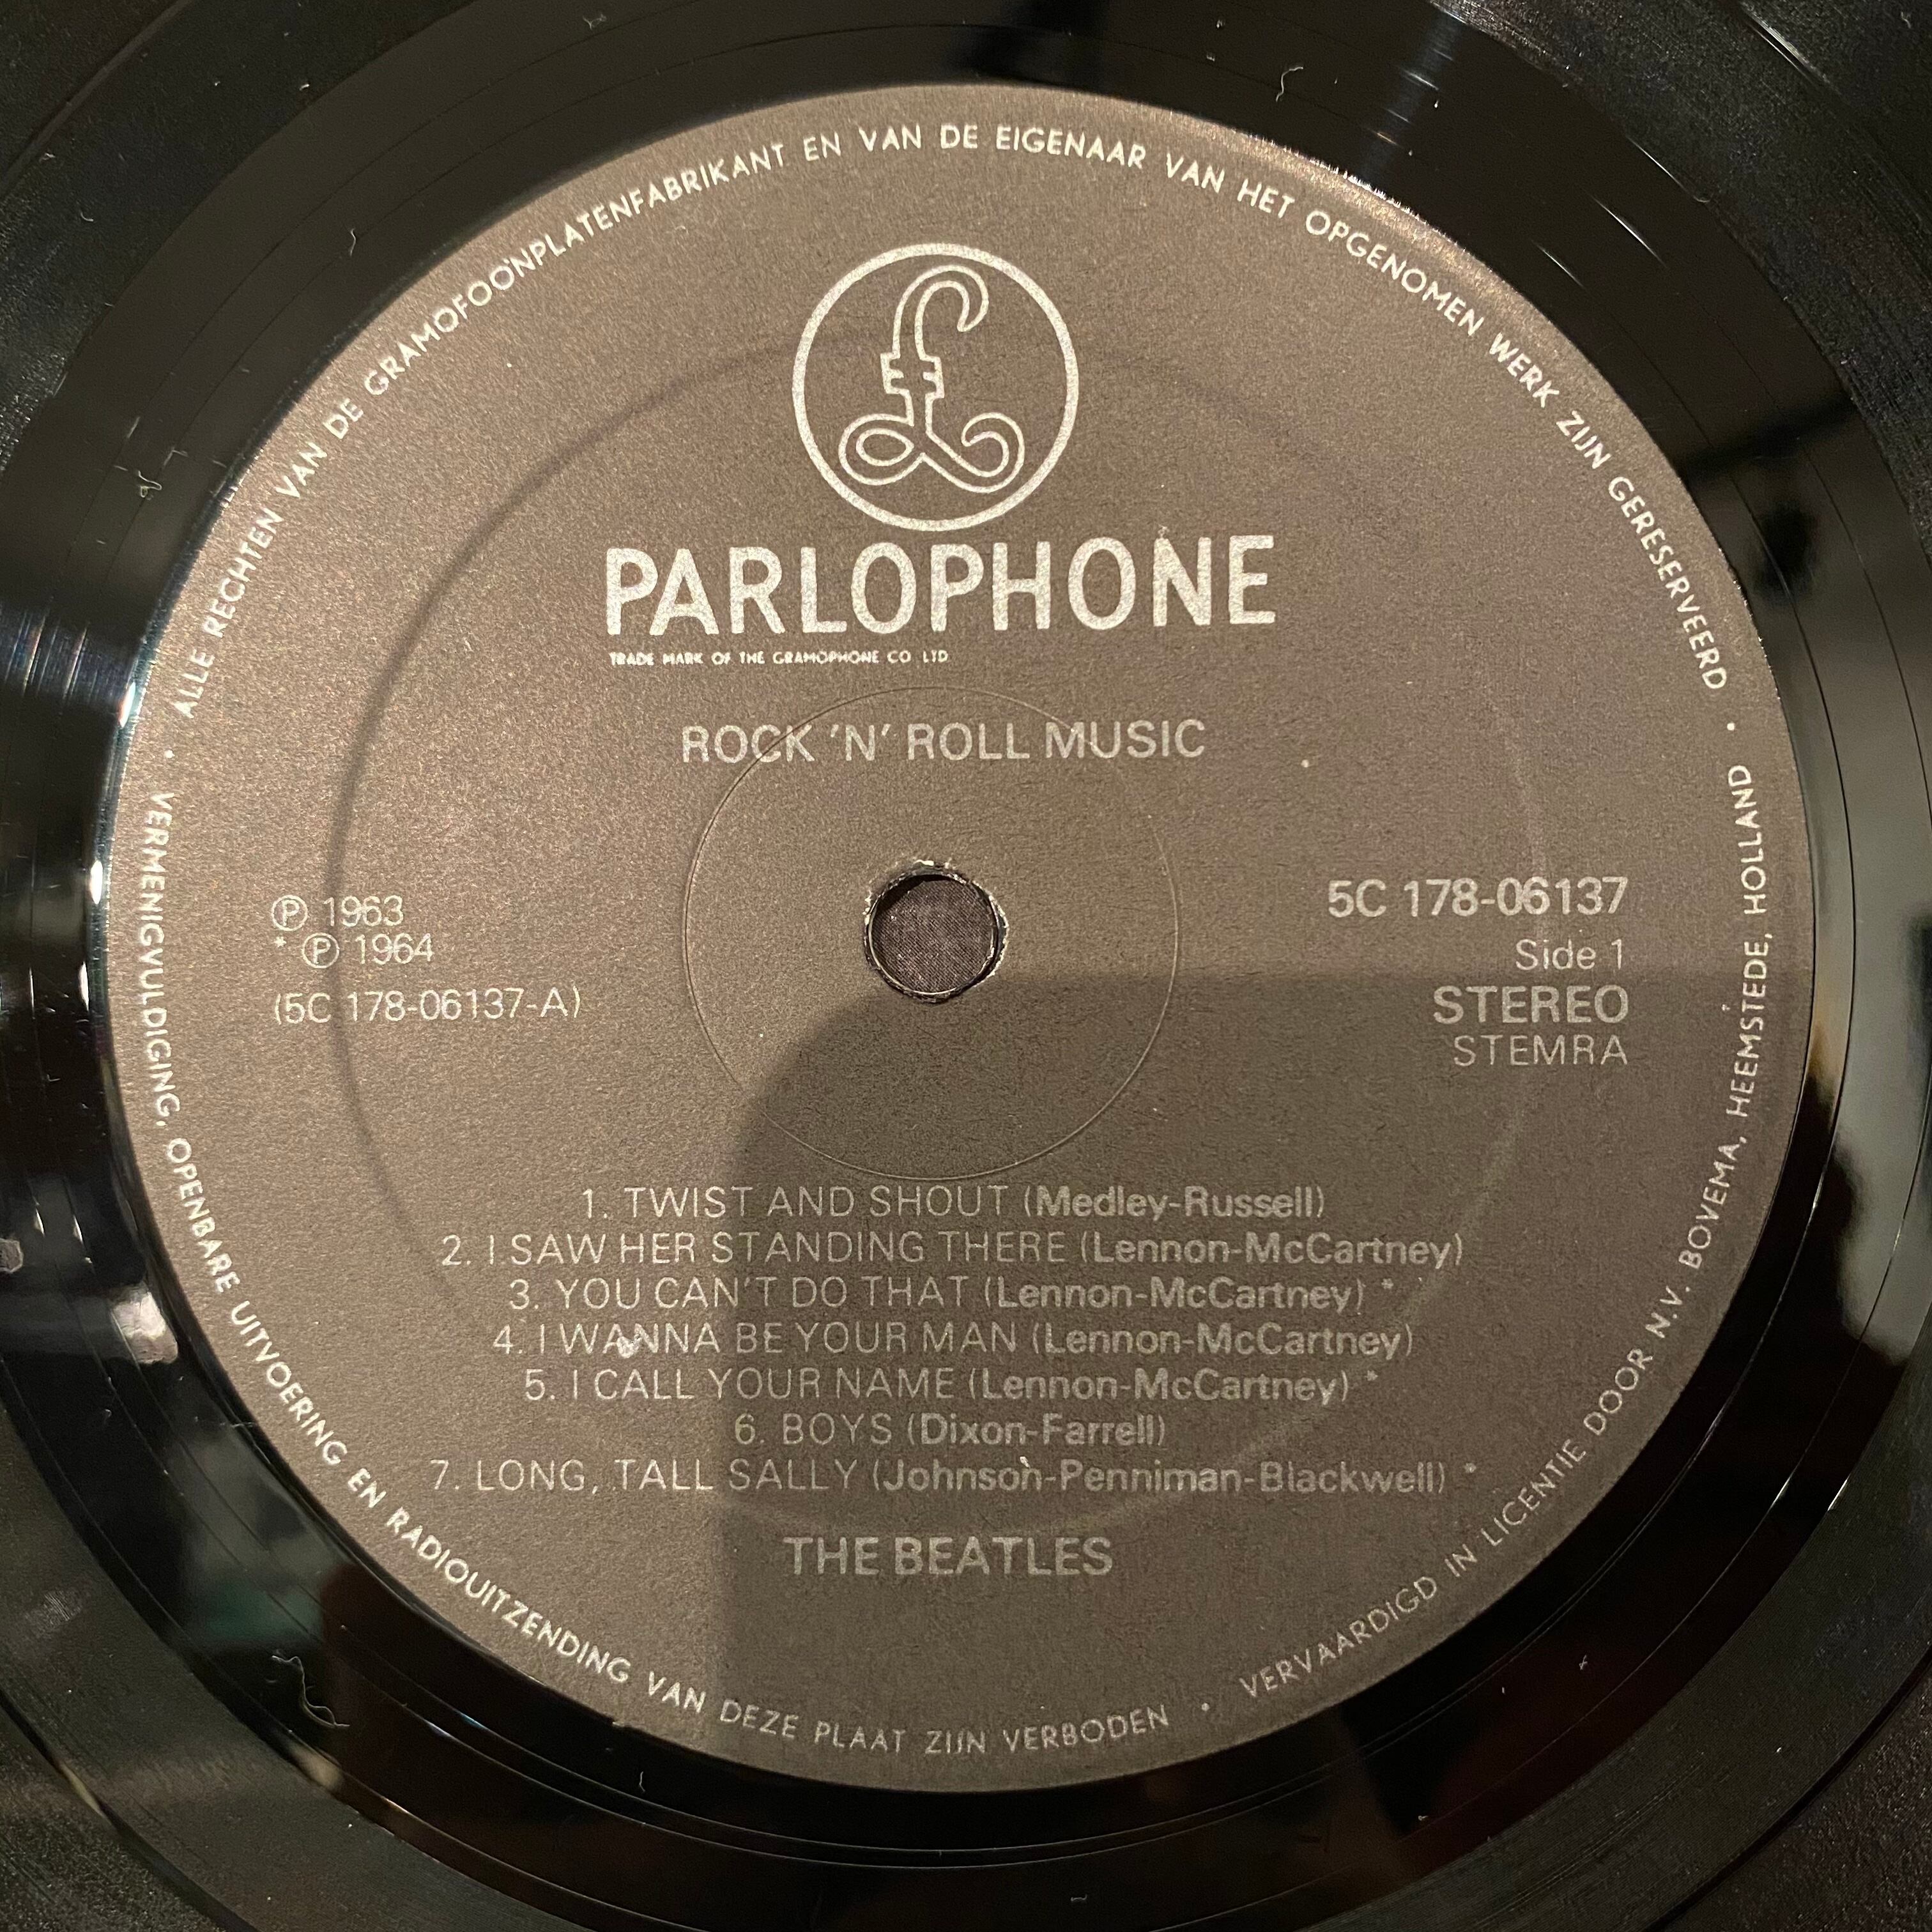 ALLE RECHTEN VAN DE GRAMOFOONPLATENFABRIKANT EN VAN DE EIGENAAR VAN HET OPGENOMEN WERK ZIJN GERESERVEERD •
PARLOPHONE
TRADE MARK OF THE GRAMOPHONE CO. LTD.
ROCK 'N' ROLL MUSIC
Ⓟ 1963
* Ⓟ 1964
(5C 178-06137-A)
5C 178-06137
Side 1
STEREO
STEMRA
1. TWIST AND SHOUT (Medley-Russell)
2. I SAW HER STANDING THERE (Lennon-McCartney)
3. YOU CAN'T DO THAT (Lennon-McCartney) *
4. I WANNA BE YOUR MAN (Lennon-McCartney)
5. I CALL YOUR NAME (Lennon-McCartney) *
6. BOYS (Dixon-Farrell)
7. LONG, TALL SALLY (Johnson-Penniman-Blackwell) *
THE BEATLES
• VERMENIGVULDIGING, OPENBARE UITVOERING EN RADIOUITZENDING VAN DEZE PLAAT ZIJN VERBODEN •
VERVAARDIGD IN LICENTIE DOOR N.V. BOVEMA, HEEMSTEDE, HOLLAND